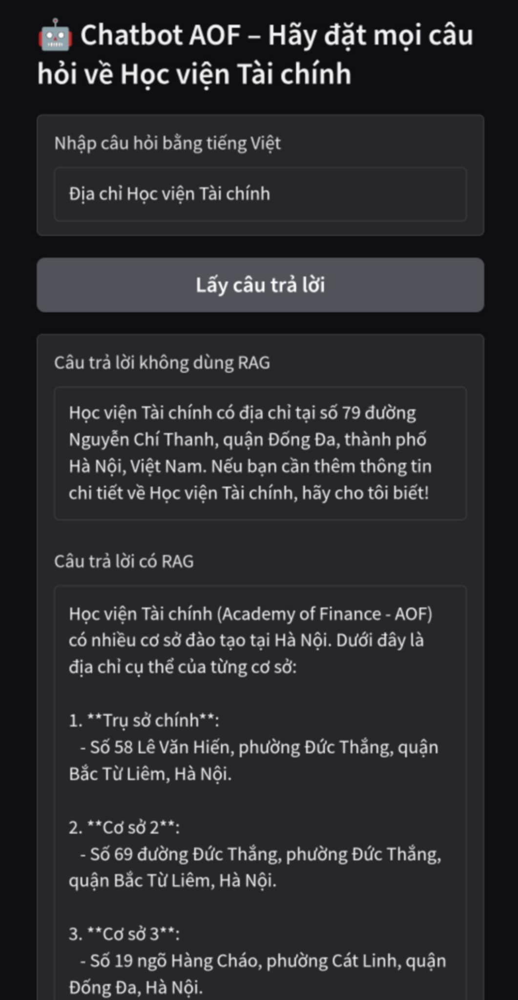 🤖 Chatbot AOF – Hãy đặt mọi câu
hỏi về Học viện Tài chính
Nhập câu hỏi bằng tiếng Việt
Địa chỉ Học viện Tài chính
Lấy câu trả lời
Câu trả lời không dùng RAG
Học viện Tài chính có địa chỉ tại số 79 đường
Nguyễn Chí Thanh, quận Đống Đa, thành phố
Hà Nội, Việt Nam. Nếu bạn cần thêm thông tin
chi tiết về Học viện Tài chính, hãy cho tôi biết!
Câu trả lời có RAG
Học viện Tài chính (Academy of Finance - AOF)
có nhiều cơ sở đào tạo tại Hà Nội. Dưới đây là
địa chỉ cụ thể của từng cơ sở:
1. **Trụ sở chính**:
- Số 58 Lê Văn Hiến, phường Đức Thắng, quận
Bắc Từ Liêm, Hà Nội.
2. **Cơ sở 2**:
- Số 69 đường Đức Thắng, phường Đức Thắng,
quận Bắc Từ Liêm, Hà Nội.
3. **Cơ sở 3**:
- Số 19 ngõ Hàng Cháo, phường Cát Linh, quận
Đống Đa, Hà Nội.